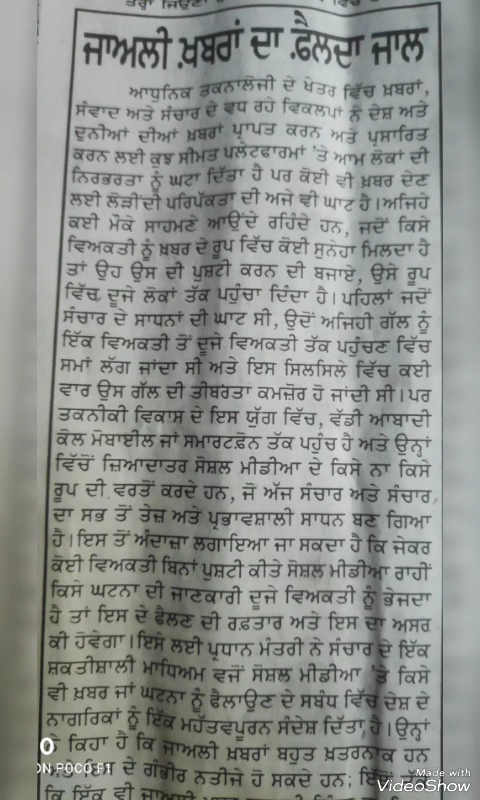 ਜਾਅਲੀ ਖ਼ਬਰਾਂ ਦਾ ਫ਼ੈਲਦਾ ਜਾਲ
ਆਧੁਨਿਕ ਤਕਨਾਲੋਜੀ ਦੇ ਖੇਤਰ ਵਿੱਚ ਖ਼ਬਰਾਂ,
ਸੰਵਾਦ ਅਤੇ ਸੰਚਾਰ ਦੇ ਵਧ ਰਹੇ ਵਿਕਲਪਾਂ ਨੇ ਦੇਸ਼ ਅਤੇ
ਦੁਨੀਆਂ ਦੀਆਂ ਖ਼ਬਰਾਂ ਪ੍ਰਾਪਤ ਕਰਨ ਅਤੇ ਪ੍ਰਸਾਰਿਤ
ਕਰਨ ਲਈ ਕੁਝ ਸੀਮਤ ਪਲੇਟਫਾਰਮਾਂ 'ਤੇ ਆਮ ਲੋਕਾਂ ਦੀ
ਨਿਰਭਰਤਾ ਨੂੰ ਘਟਾ ਦਿੱਤਾ ਹੈ ਪਰ ਕੋਈ ਵੀ ਖ਼ਬਰ ਦੇਣ
ਲਈ ਲੋੜੀਂਦੀ ਪਰਿਪੱਕਤਾ ਦੀ ਅਜੇ ਵੀ ਘਾਟ ਹੈ। ਅਜਿਹੇ
ਕਈ ਮੌਕੇ ਸਾਹਮਣੇ ਆਉਂਦੇ ਰਹਿੰਦੇ ਹਨ, ਜਦੋਂ ਕਿਸੇ
ਵਿਅਕਤੀ ਨੂੰ ਖ਼ਬਰ ਦੇ ਰੂਪ ਵਿੱਚ ਕੋਈ ਸੁਨੇਹਾ ਮਿਲਦਾ ਹੈ
ਤਾਂ ਉਹ ਉਸ ਦੀ ਪੁਸ਼ਟੀ ਕਰਨ ਦੀ ਬਜਾਏ, ਉਸੇ ਰੂਪ
ਵਿੱਚ ਦੂਜੇ ਲੋਕਾਂ ਤੱਕ ਪਹੁੰਚਾ ਦਿੰਦਾ ਹੈ। ਪਹਿਲਾਂ ਜਦੋਂ
ਸੰਚਾਰ ਦੇ ਸਾਧਨਾਂ ਦੀ ਘਾਟ ਸੀ, ਉਦੋਂ ਅਜਿਹੀ ਗੱਲ ਨੂੰ
ਇੱਕ ਵਿਅਕਤੀ ਤੋਂ ਦੂਜੇ ਵਿਅਕਤੀ ਤੱਕ ਪਹੁੰਚਣ ਵਿੱਚ
ਸਮਾਂ ਲੱਗ ਜਾਂਦਾ ਸੀ ਅਤੇ ਇਸ ਸਿਲਸਿਲੇ ਵਿੱਚ ਕਈ
ਵਾਰ ਉਸ ਗੱਲ ਦੀ ਤੀਬਰਤਾ ਕਮਜ਼ੋਰ ਹੋ ਜਾਂਦੀ ਸੀ। ਪਰ
ਤਕਨੀਕੀ ਵਿਕਾਸ ਦੇ ਇਸ ਯੁੱਗ ਵਿੱਚ, ਵੱਡੀ ਆਬਾਦੀ
ਕੋਲ ਮੋਬਾਈਲ ਜਾਂ ਸਮਾਰਟਫ਼ੋਨ ਤੱਕ ਪਹੁੰਚ ਹੈ ਅਤੇ ਉਨ੍ਹਾਂ
ਵਿੱਚੋਂ ਜ਼ਿਆਦਾਤਰ ਸੋਸ਼ਲ ਮੀਡੀਆ ਦੇ ਕਿਸੇ ਨਾ ਕਿਸੇ
ਰੂਪ ਦੀ ਵਰਤੋਂ ਕਰਦੇ ਹਨ, ਜੋ ਅੱਜ ਸੰਚਾਰ ਅਤੇ ਸੰਚਾਰ
ਦਾ ਸਭ ਤੋਂ ਤੇਜ਼ ਅਤੇ ਪ੍ਰਭਾਵਸ਼ਾਲੀ ਸਾਧਨ ਬਣ ਗਿਆ
ਹੈ। ਇਸ ਤੋਂ ਅੰਦਾਜ਼ਾ ਲਗਾਇਆ ਜਾ ਸਕਦਾ ਹੈ ਕਿ ਜੇਕਰ
ਕੋਈ ਵਿਅਕਤੀ ਬਿਨਾਂ ਪੁਸ਼ਟੀ ਕੀਤੇ ਸੋਸ਼ਲ ਮੀਡੀਆ ਰਾਹੀਂ
ਕਿਸੇ ਘਟਨਾ ਦੀ ਜਾਣਕਾਰੀ ਦੂਜੇ ਵਿਅਕਤੀ ਨੂੰ ਭੇਜਦਾ
ਹੈ ਤਾਂ ਇਸ ਦੇ ਫੈਲਣ ਦੀ ਰਫ਼ਤਾਰ ਅਤੇ ਇਸ ਦਾ ਅਸਰ
ਕੀ ਹੋਵੇਗਾ। ਇਸੇ ਲਈ ਪ੍ਰਧਾਨ ਮੰਤਰੀ ਨੇ ਸੰਚਾਰ ਦੇ ਇੱਕ
ਸ਼ਕਤੀਸ਼ਾਲੀ ਮਾਧਿਅਮ ਵਜੋਂ ਸੋਸ਼ਲ ਮੀਡੀਆ 'ਤੇ ਕਿਸੇ
ਵੀ ਖ਼ਬਰ ਜਾਂ ਘਟਨਾ ਨੂੰ ਫੈਲਾਉਣ ਦੇ ਸਬੰਧ ਵਿੱਚ ਦੇਸ਼ ਦੇ
ਨਾਗਰਿਕਾਂ ਨੂੰ ਇੱਕ ਮਹੱਤਵਪੂਰਨ ਸੰਦੇਸ਼ ਦਿੱਤਾ ਹੈ। ਉਨ੍ਹਾਂ
ਨੇ ਕਿਹਾ ਹੈ ਕਿ ਜਾਅਲੀ ਖ਼ਬਰਾਂ ਬਹੁਤ ਖ਼ਤਰਨਾਕ ਹਨ
ਅਤੇ ਇਸ ਦੇ ਗੰਭੀਰ ਨਤੀਜੇ ਹੋ ਸਕਦੇ ਹਨ;
ਕਿ ਇੱਕ ਵੀ ਜਾਅਲੀ
ON POCO F1
Made with
VideoShow